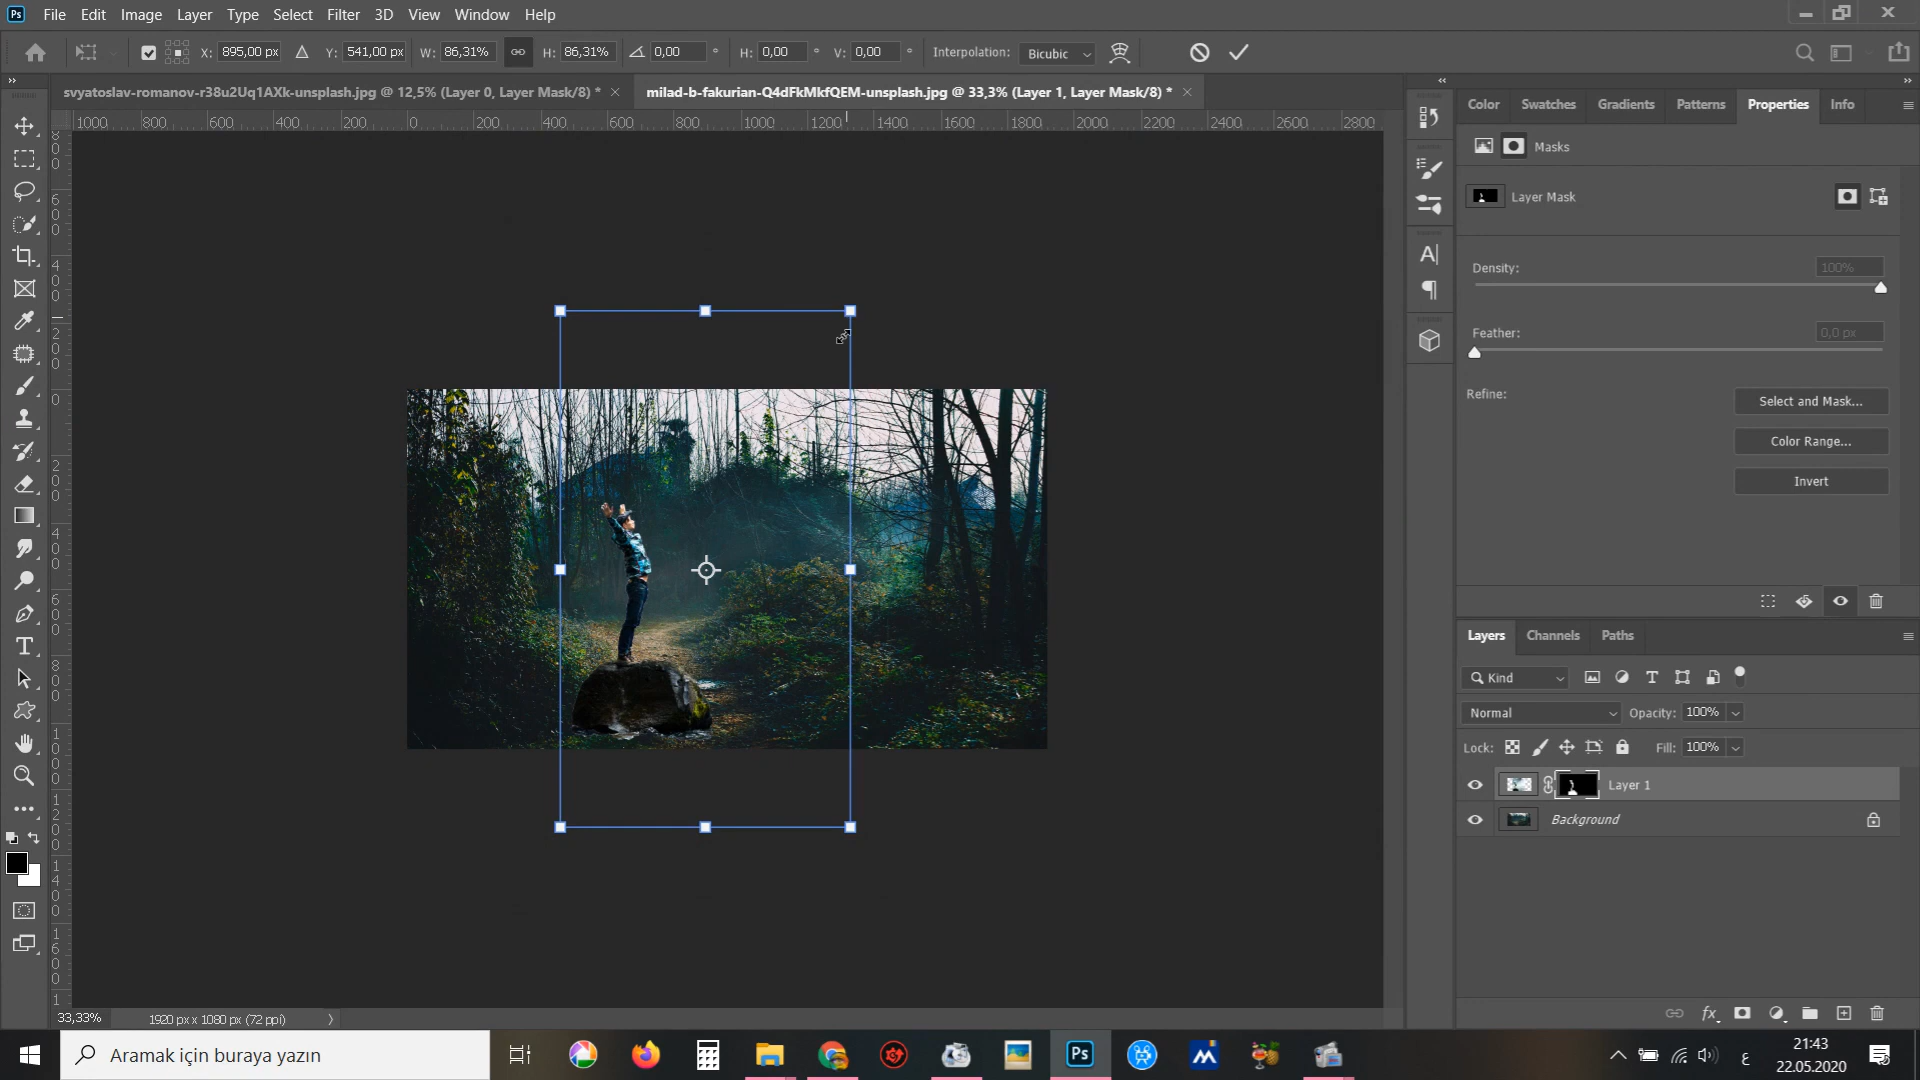 File Edit Image Layer Type Select Filter 3D View Window Help
X: 895,00 px Y: 541,00 px W: 86,31% H: 86,31% 0,00 ° H: 0,00 ° V: 0,00 ° Interpolation: Bicubic
svyatoslav-romanov-r38u2Uq1AXk-unsplash.jpg @ 12,5% (Layer 0, Layer Mask/8) * ×
milad-b-fakurian-Q4dFkMkfQEM-unsplash.jpg @ 33,3% (Layer 1, Layer Mask/8) * ×
1000 800 600 400 200 0 200 400 600 800 1000 1200 1400 1600 1800 2000 2200 2400 2600 2800
Color Swatches Gradients Patterns Properties Info
Masks
Layer Mask
Density: 100%
Feather: 0,0 px
Refine:
Select and Mask...
Color Range...
Invert
Layers Channels Paths
Kind
Normal Opacity: 100%
Lock: Fill: 100%
Layer 1
Background
33,33% 1920 px x 1080 px (72 ppi)
Aramak için buraya yazın
Ps
ع
21:43
22.05.2020